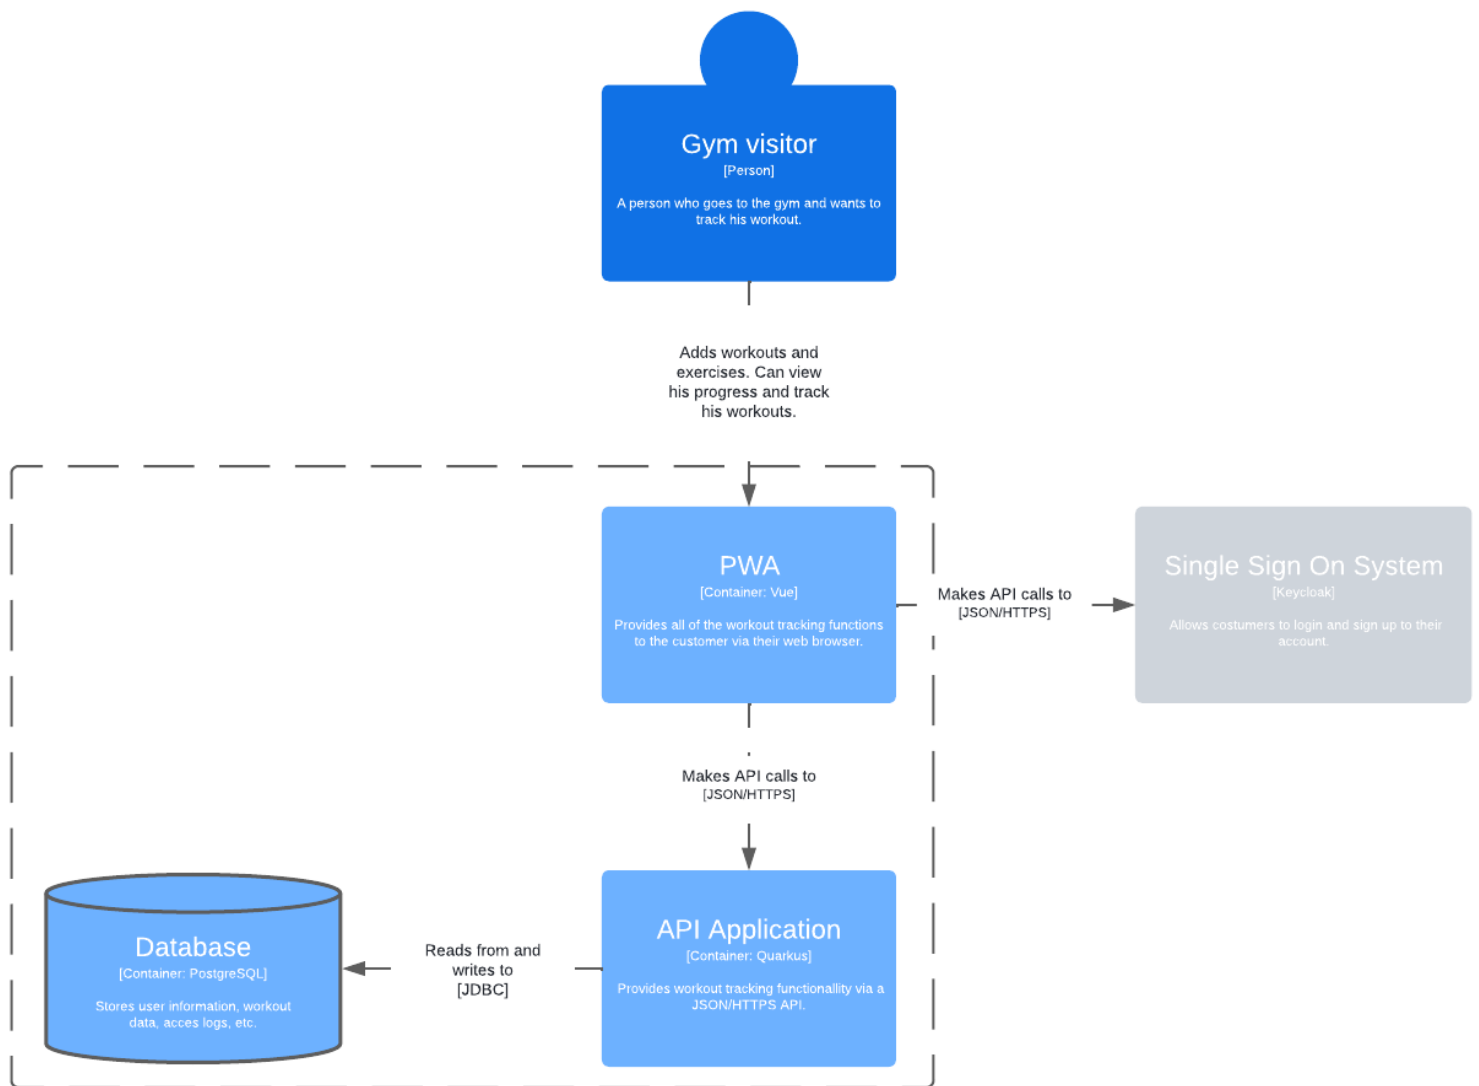 Gym visitor
[Person]
A person who goes to the gym and wants to
track his workout.
Adds workouts and
exercises. Can view
his progress and track
his workouts.
PWA
[Container: Vue]
Provides all of the workout tracking functions
to the customer via their web browser.
Makes API calls to
[JSON/HTTPS]
Single Sign On System
[Keycloak]
Allows costumers to login and sign up to their
account.
Makes API calls to
[JSON/HTTPS]
Database
[Container: PostgreSQL]
Stores user information, workout
data, acces logs, etc.
Reads from and
writes to
[JDBC]
API Application
[Container: Quarkus]
Provides workout tracking functionallity via a
JSON/HTTPS API.